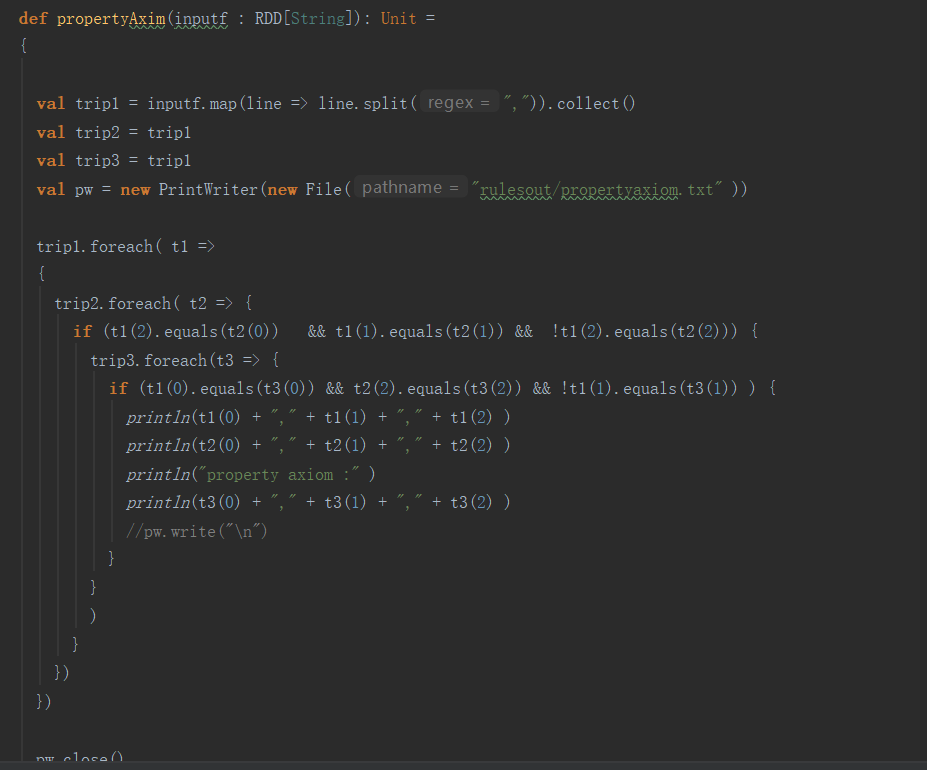 def propertyAxim(inputf : RDD[String]): Unit =
{
val trip1 = inputf.map(line => line.split( regex = ",")).collect()
val trip2 = trip1
val trip3 = trip1
val pw = new PrintWriter(new File( pathname = "rulesout/propertyaxiom.txt" ))
trip1.foreach( t1 =>
{
trip2.foreach( t2 => {
if (t1(2).equals(t2(0)) && t1(1).equals(t2(1)) && !t1(2).equals(t2(2))) {
trip3.foreach(t3 => {
if (t1(0).equals(t3(0)) && t2(2).equals(t3(2)) && !t1(1).equals(t3(1)) ) {
println(t1(0) + "," + t1(1) + "," + t1(2) )
println(t2(0) + "," + t2(1) + "," + t2(2) )
println("property axiom :" )
println(t3(0) + "," + t3(1) + "," + t3(2) )
//pw.write("\n")
}
}
)
}
})
})
pw.close()